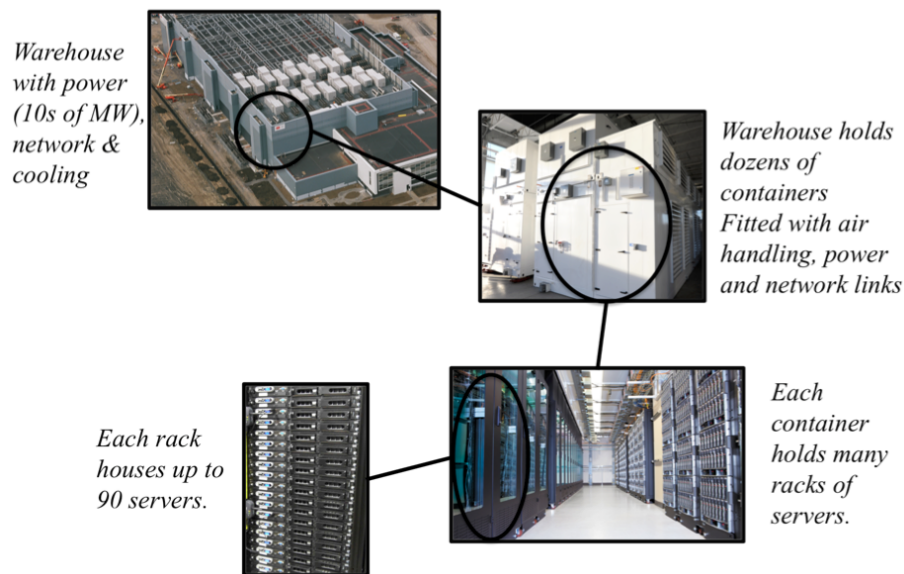 Warehouse
with power
(10s of MW),
network &
cooling
Warehouse holds
dozens of
containers
Fitted with air
handling, power
and network links
Each
container
holds many
racks of
servers.
Each rack
houses up to
90 servers.